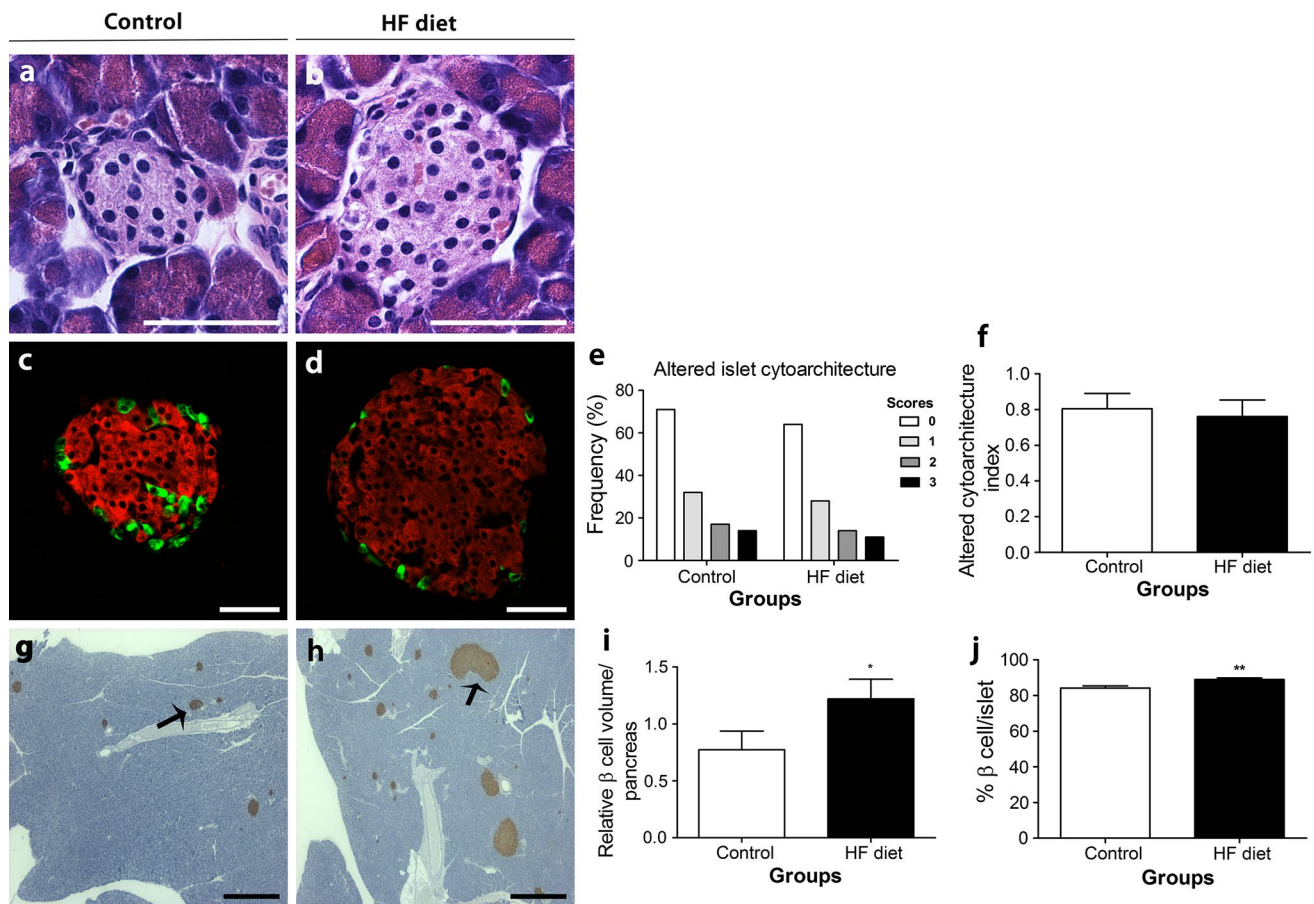 Control
HF diet
a
b
c
d
e
Altered islet cytoarchitecture
Frequency (%)
80
60
40
20
0
Control
HF diet
Groups
Scores
0
1
2
3
f
Altered cytoarchitecture
index
1.0
0.8
0.6
0.4
0.2
0.0
Control
HF diet
Groups
g
h
i
Relative β cell volume/
pancreas
1.5
1.0
0.5
0.0
*
Control
HF diet
Groups
j
% β cell/islet
100
80
60
40
20
0
**
Control
HF diet
Groups